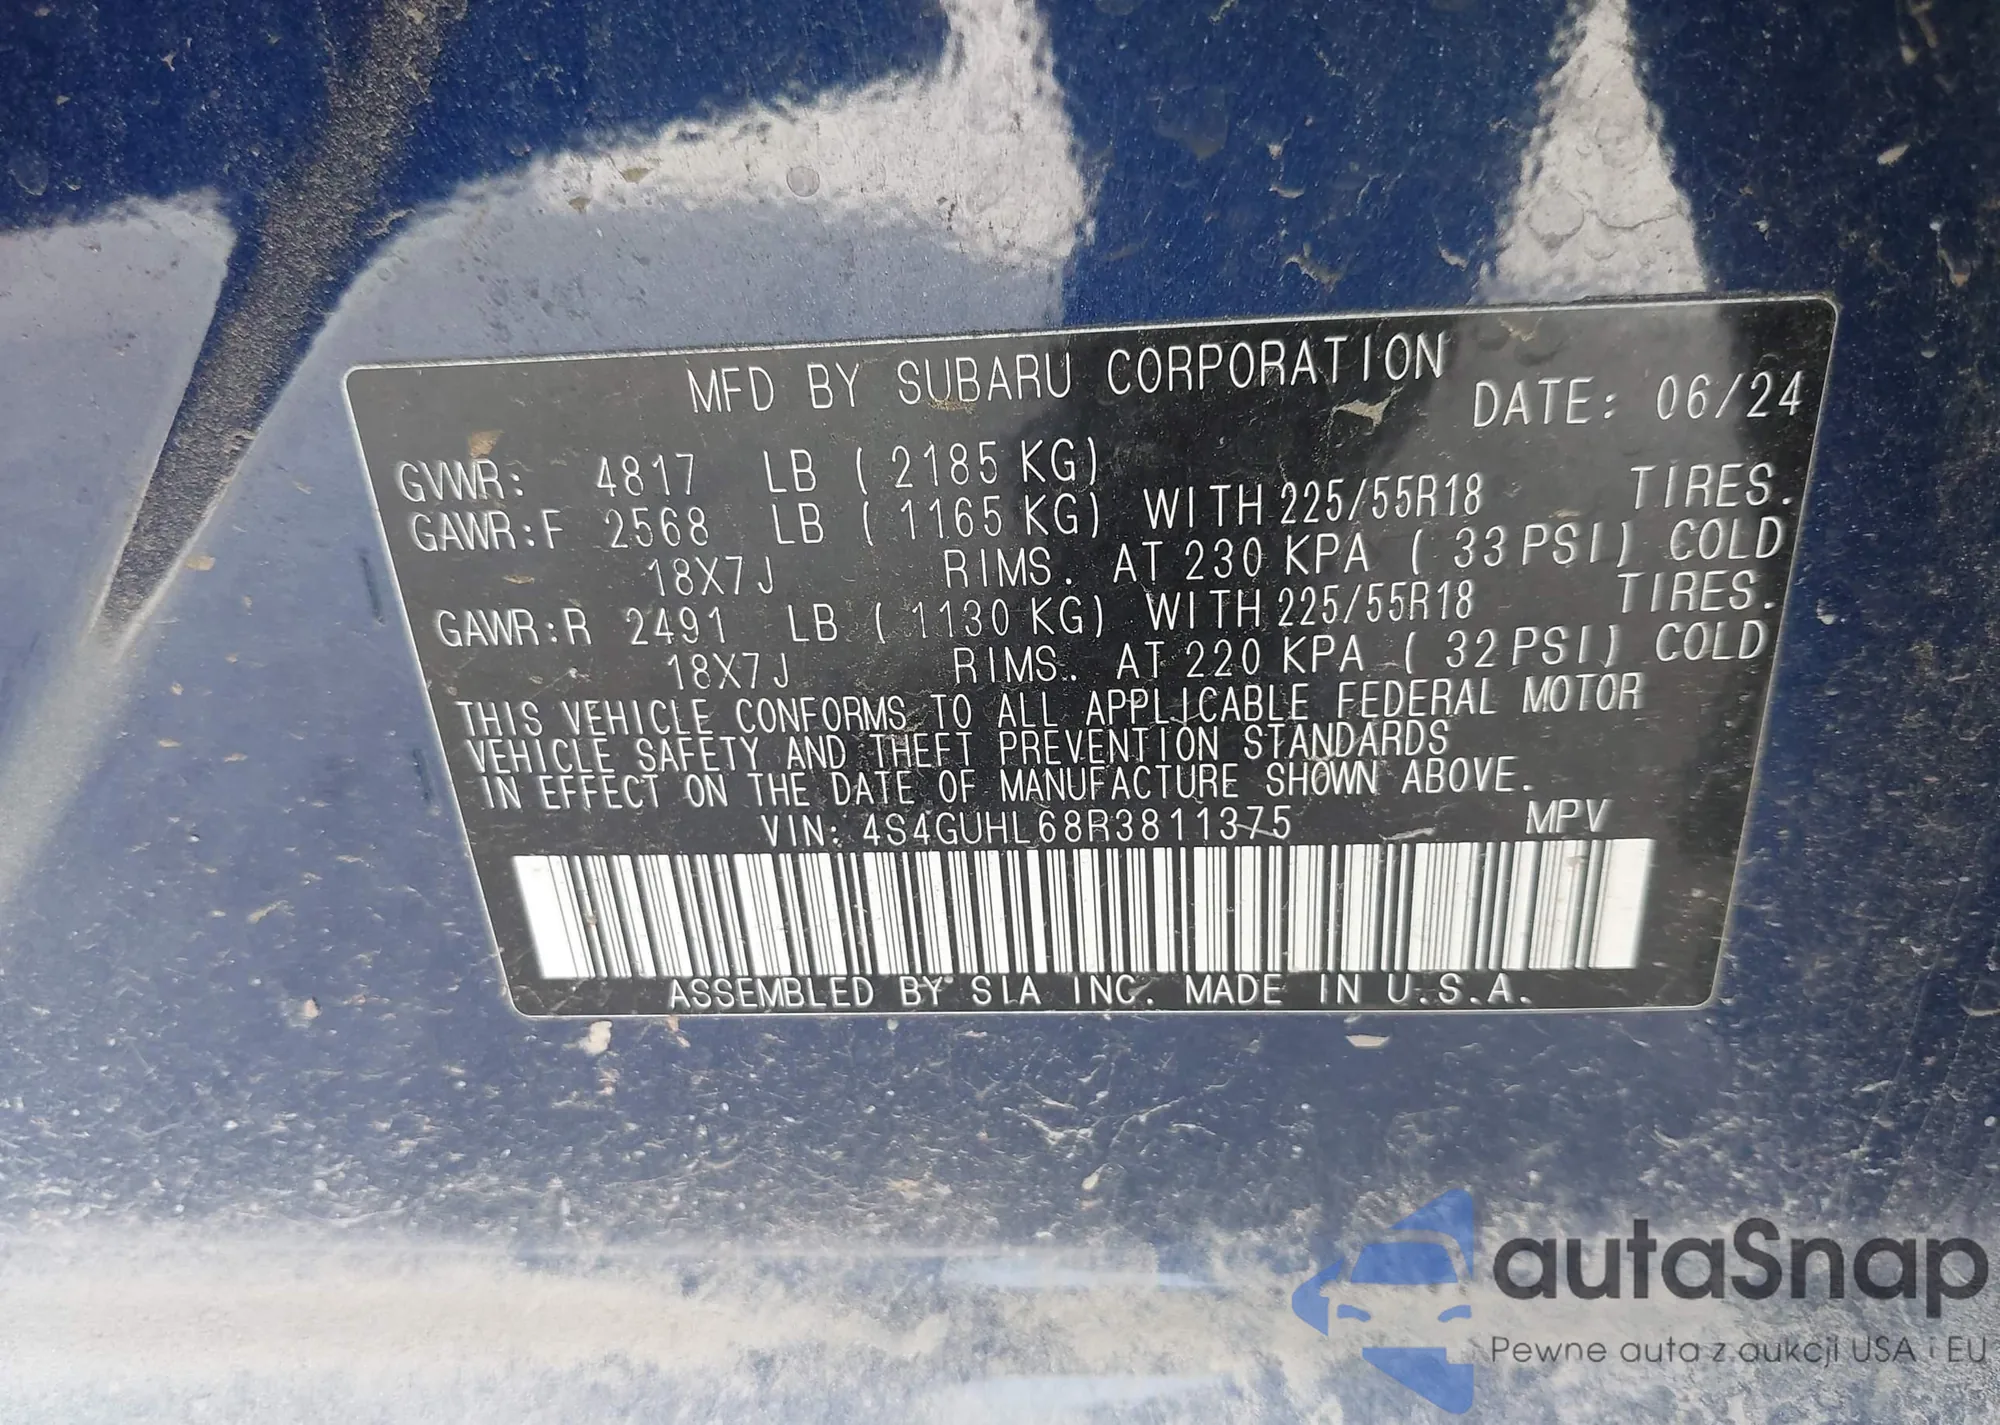 MFD BY SUBARU CORPORATION
DATE: 06/24
GVWR: 4817 LB ( 2185 KG)
GAWR:F 2568 LB ( 1165 KG) WITH 225/55R18 TIRES.
18X7J RIMS. AT 230 KPA ( 33 PSI) COLD
GAWR:R 2491 LB ( 1130 KG) WITH 225/55R18 TIRES.
18X7J RIMS. AT 220 KPA ( 32 PSI) COLD
THIS VEHICLE CONFORMS TO ALL APPLICABLE FEDERAL MOTOR
VEHICLE SAFETY AND THEFT PREVENTION STANDARDS
IN EFFECT ON THE DATE OF MANUFACTURE SHOWN ABOVE.
VIN: 4S4GUHL68R3811375 MPV
ASSEMBLED BY SIA INC. MADE IN U.S.A.
autaSnap
Pewne auta z aukcji USA i EU